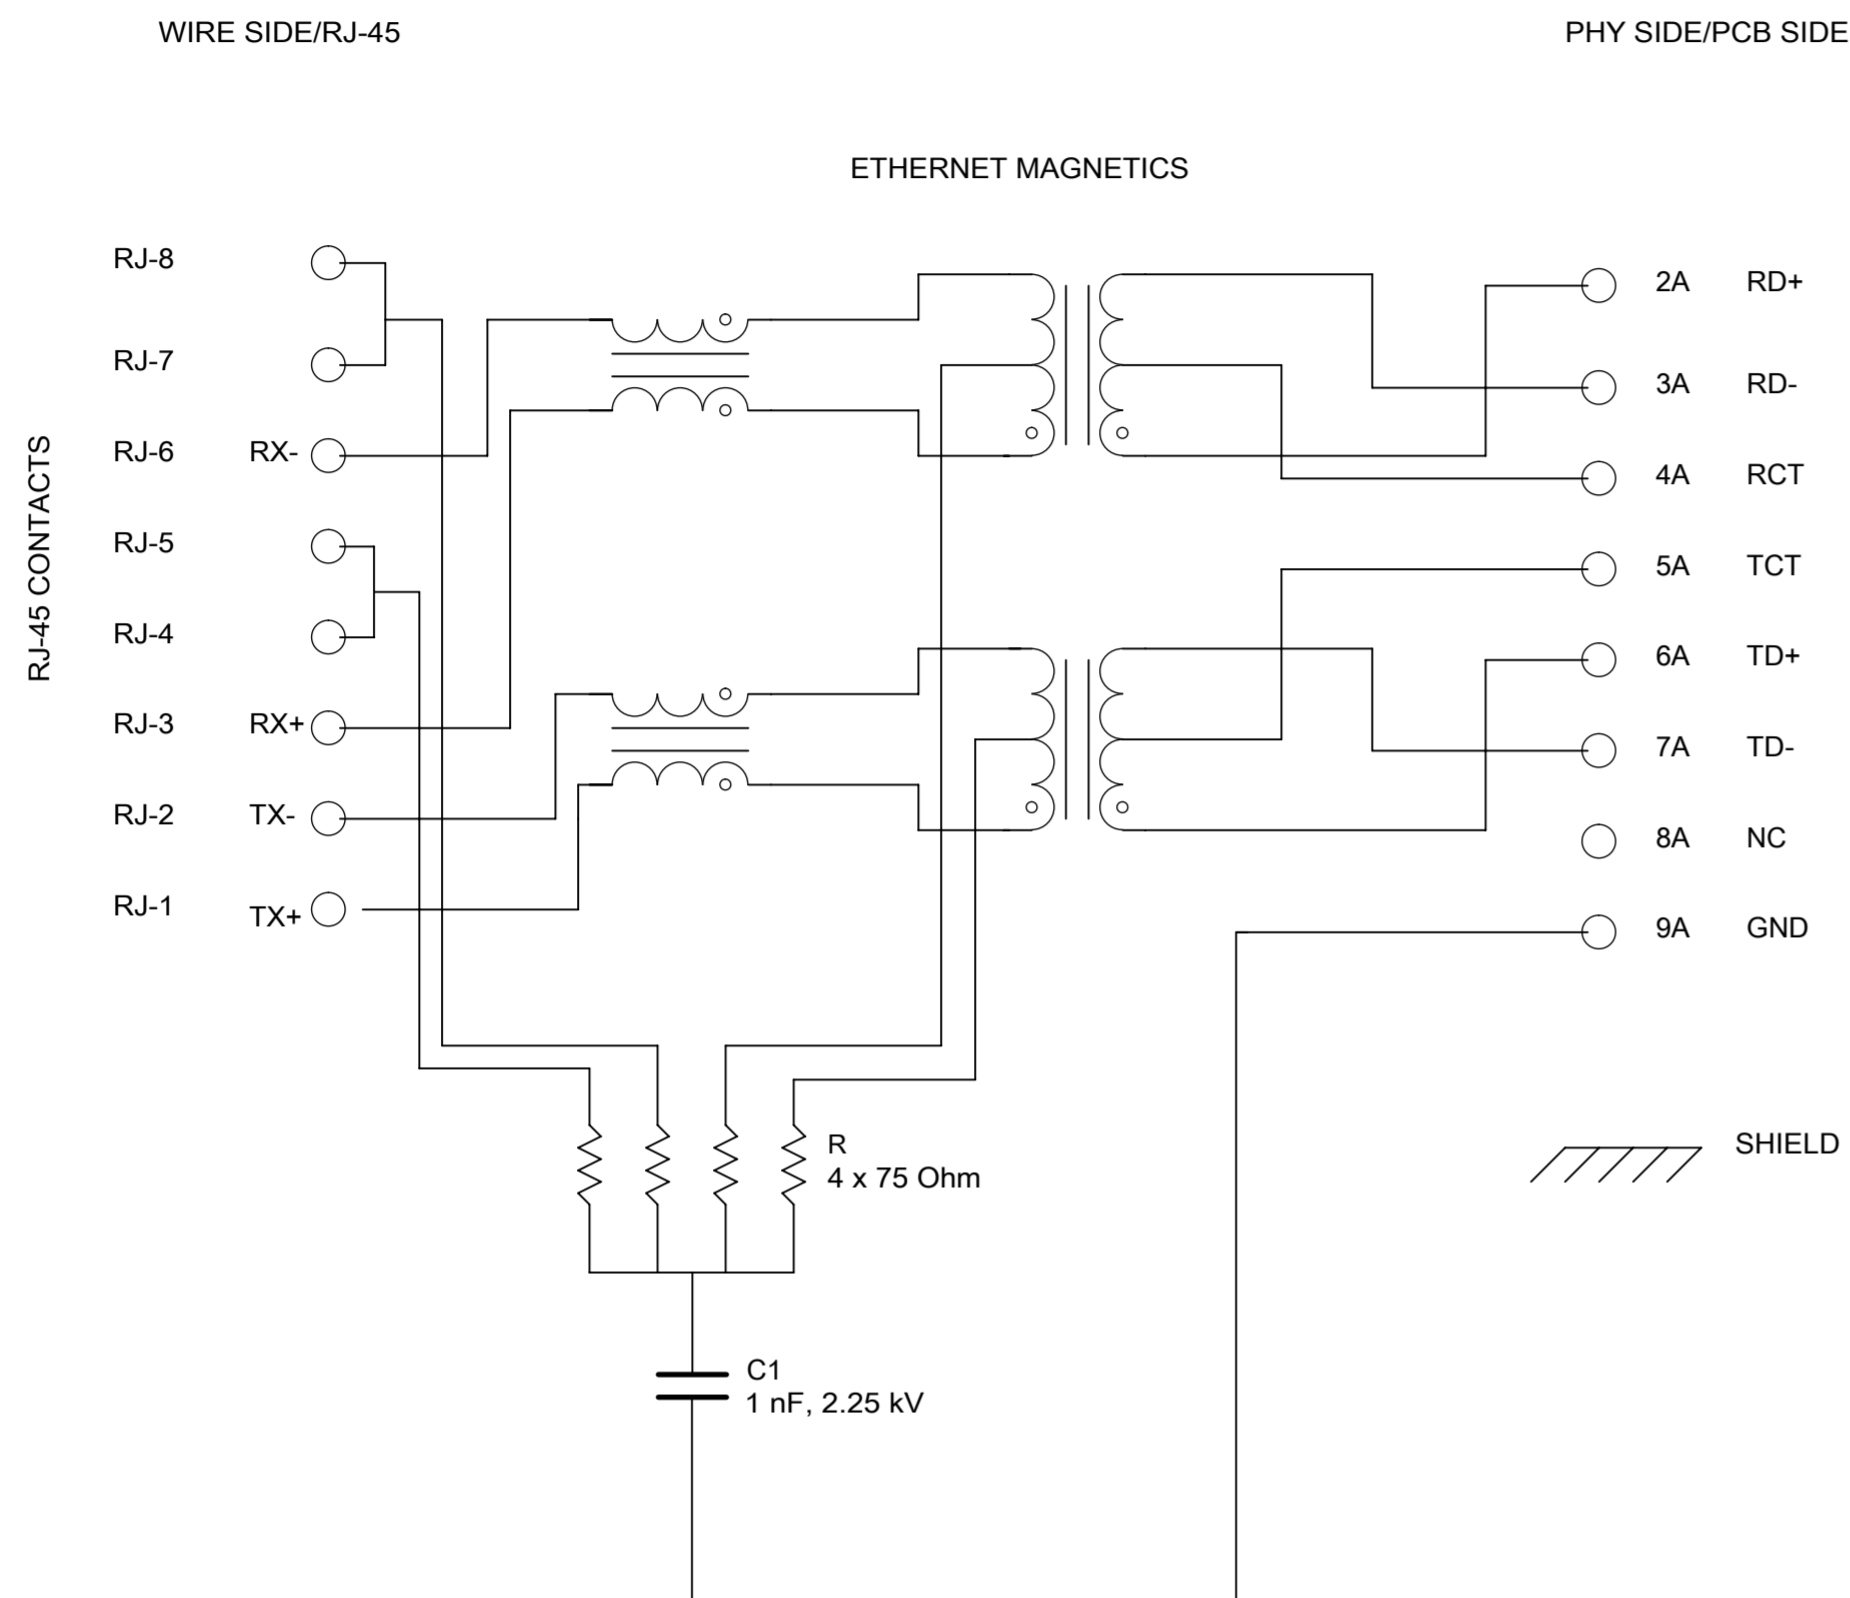 WIRE SIDE/RJ-45
PHY SIDE/PCB SIDE
ETHERNET MAGNETICS
RJ-45 CONTACTS
RJ-8
RJ-7
RJ-6 RX-
RJ-5
RJ-4
RJ-3 RX+
RJ-2 TX-
RJ-1 TX+
2A RD+
3A RD-
4A RCT
5A TCT
6A TD+
7A TD-
8A NC
9A GND
SHIELD
R
4 x 75 Ohm
C1
1 nF, 2.25 kV